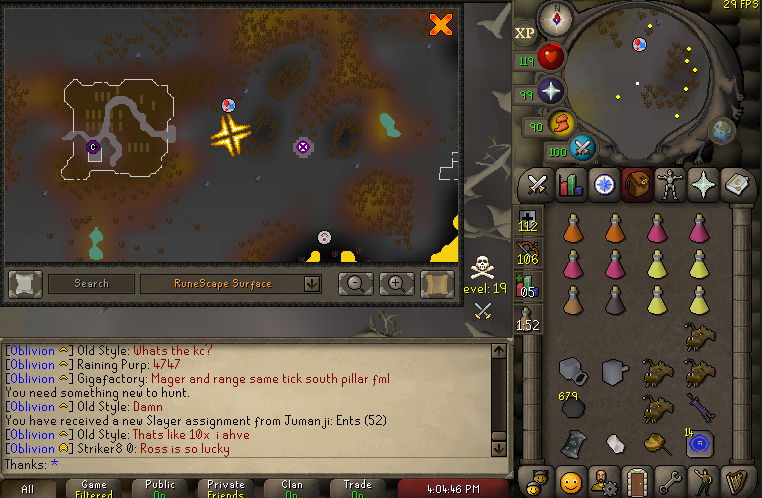 29 FPS
XP
119
99
90
100
C
Search
RuneScape Surface
evel: 19
112
106
05
1.52
679
14
[Oblivion] Old Style: Whats the kc?
[Oblivion] Raining Purp: 4747
[Oblivion] Gigafactory: Mager and range same tick south pillar fml
You need something new to hunt.
[Oblivion] Old Style: Damn
You have received a new Slayer assignment from Jumanji: Ents (52)
[Oblivion] Old Style: Thats like 10x i ahve
[Oblivion] Striker8 0: Ross is so lucky
Thanks: *
All
Game
Filtered
Public
On
Private
Friends
Clan
On
Trade
On
4:04:46 PM